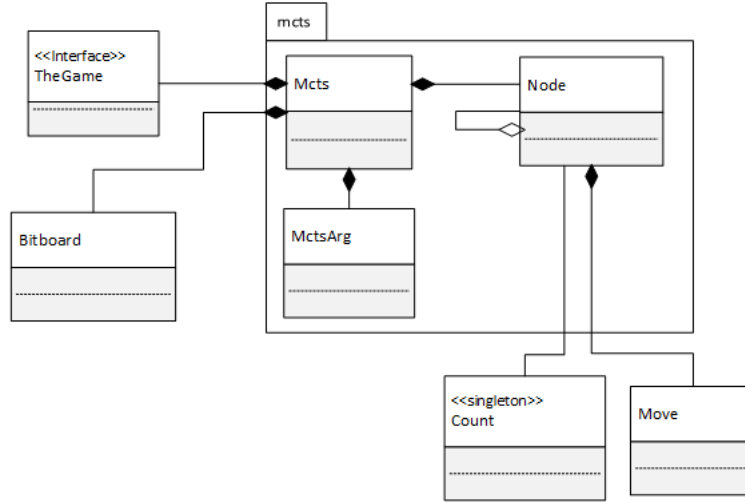 mcts
<<Interface>>
TheGame
Mcts
Node
Bitboard
MctsArg
<<singleton>>
Count
Move